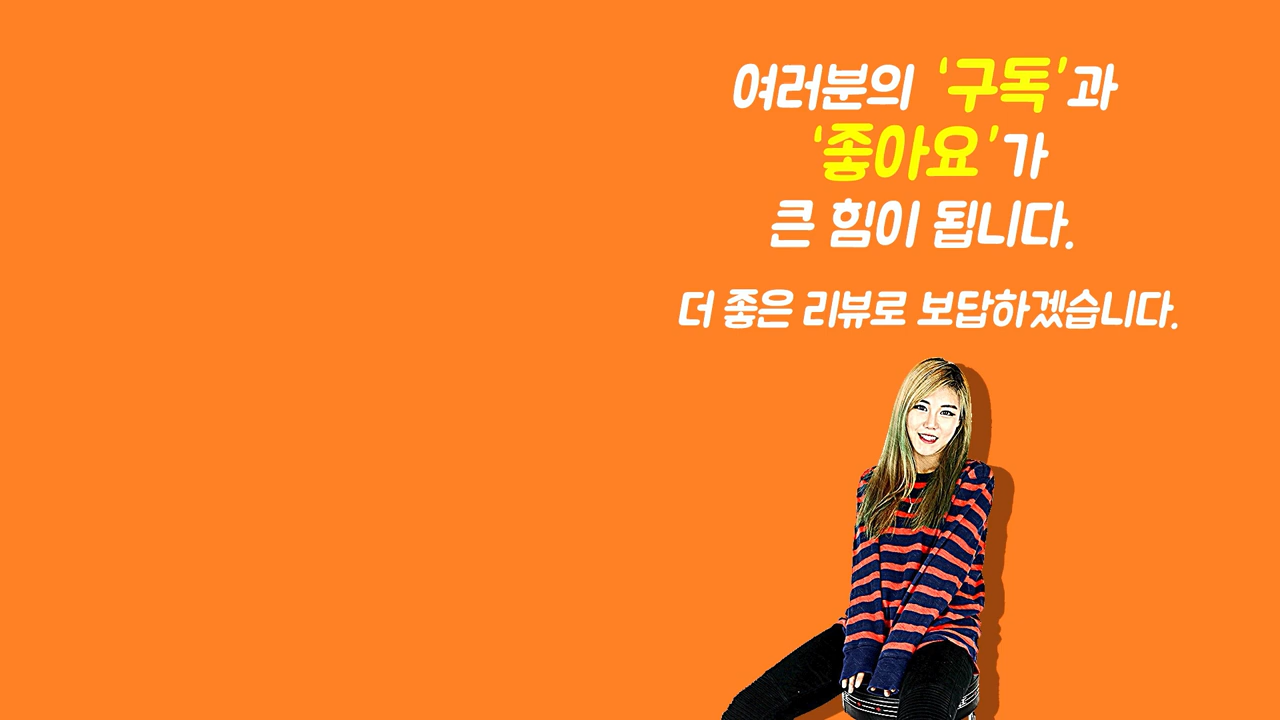 여러분의 ‘구독’과
‘좋아요’가
큰 힘이 됩니다.
더 좋은 리뷰로 보답하겠습니다.